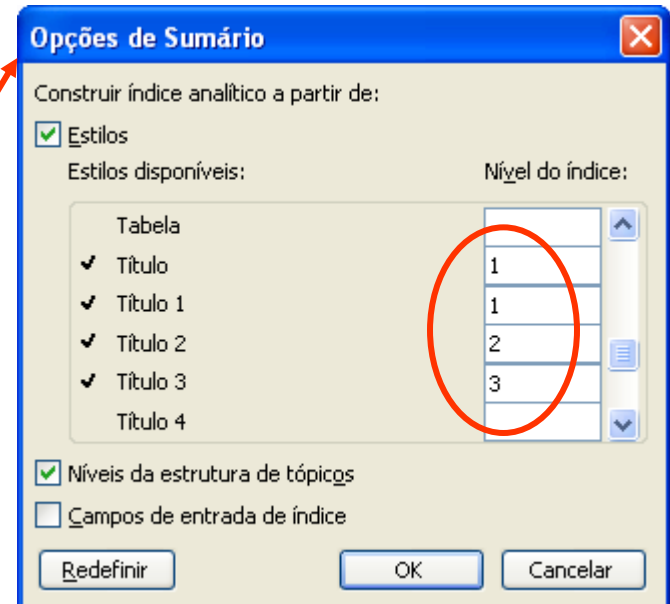 Opções de Sumário
Construir índice analítico a partir de:
Estilos
Estilos disponíveis: Nível do índice:
Tabela
Título 1
Título 1 1
Título 2 2
Título 3 3
Título 4
Níveis da estrutura de tópicos
Campos de entrada de índice
Redefinir OK Cancelar